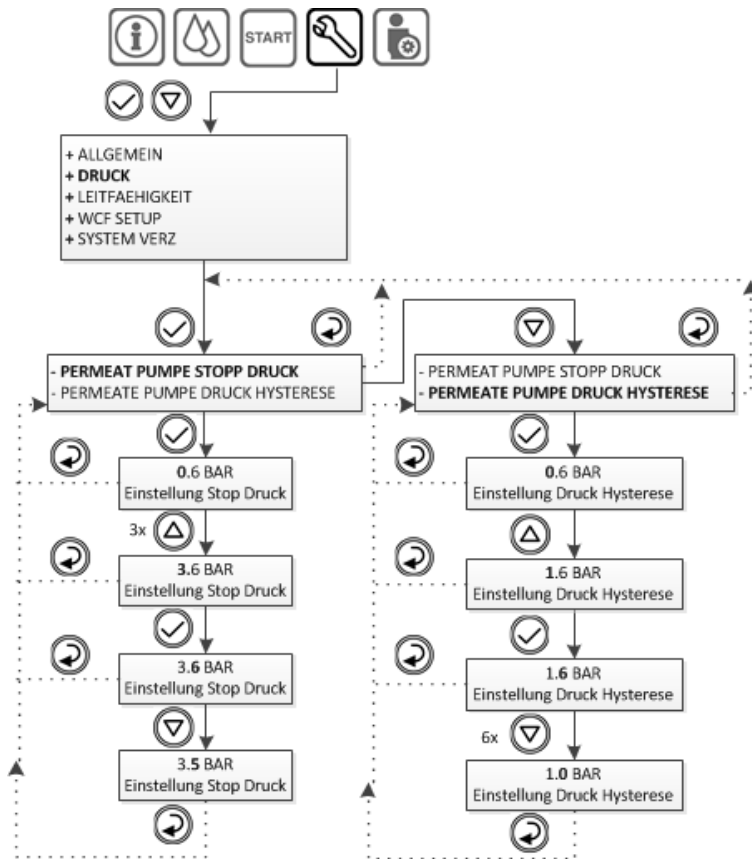 START
+ ALLGEMEIN
+ DRUCK
+ LEITFAEHIGKEIT
+ WCF SETUP
+ SYSTEM VERZ
- PERMEAT PUMPE STOPP DRUCK
- PERMEATE PUMPE DRUCK HYSTERESE
0.6 BAR
Einstellung Stop Druck
3x
3.6 BAR
Einstellung Stop Druck
3.6 BAR
Einstellung Stop Druck
3.5 BAR
Einstellung Stop Druck
- PERMEAT PUMPE STOPP DRUCK
- PERMEATE PUMPE DRUCK HYSTERESE
0.6 BAR
Einstellung Druck Hysterese
1.6 BAR
Einstellung Druck Hysterese
1.6 BAR
Einstellung Druck Hysterese
6x
1.0 BAR
Einstellung Druck Hysterese